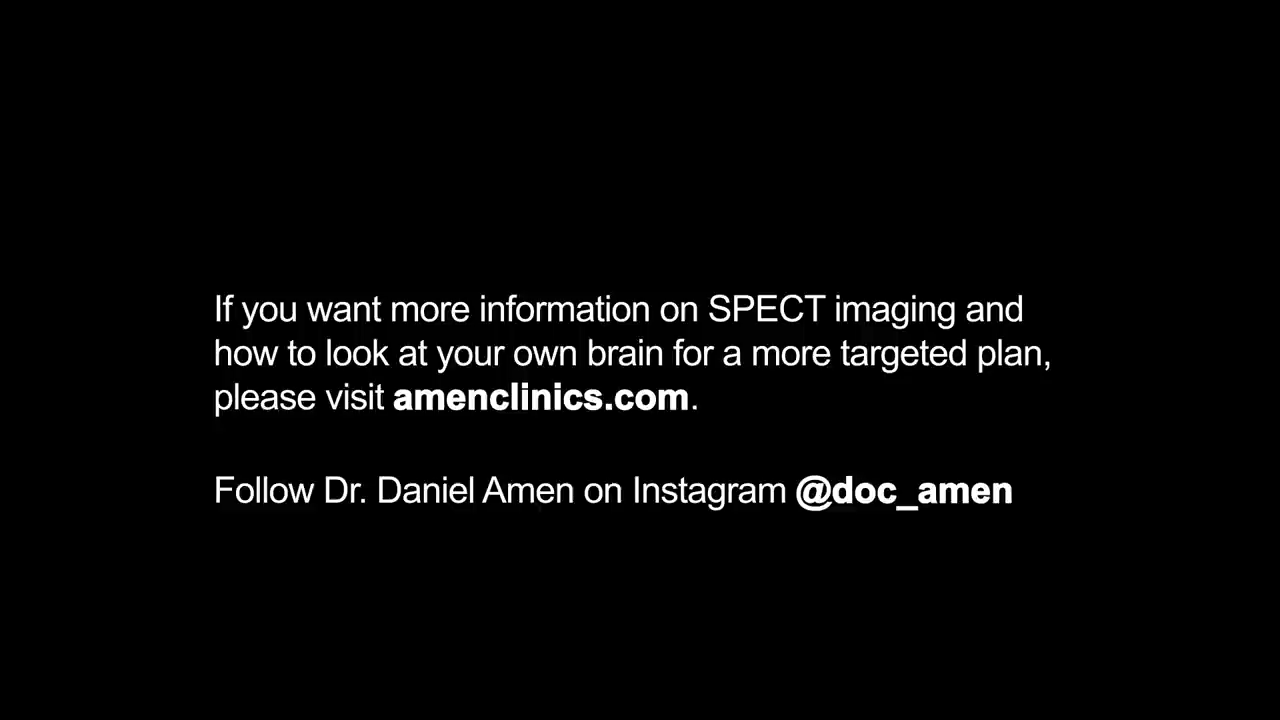 If you want more information on SPECT imaging and
how to look at your own brain for a more targeted plan,
please visit amenclinics.com.
Follow Dr. Daniel Amen on Instagram @doc_amen